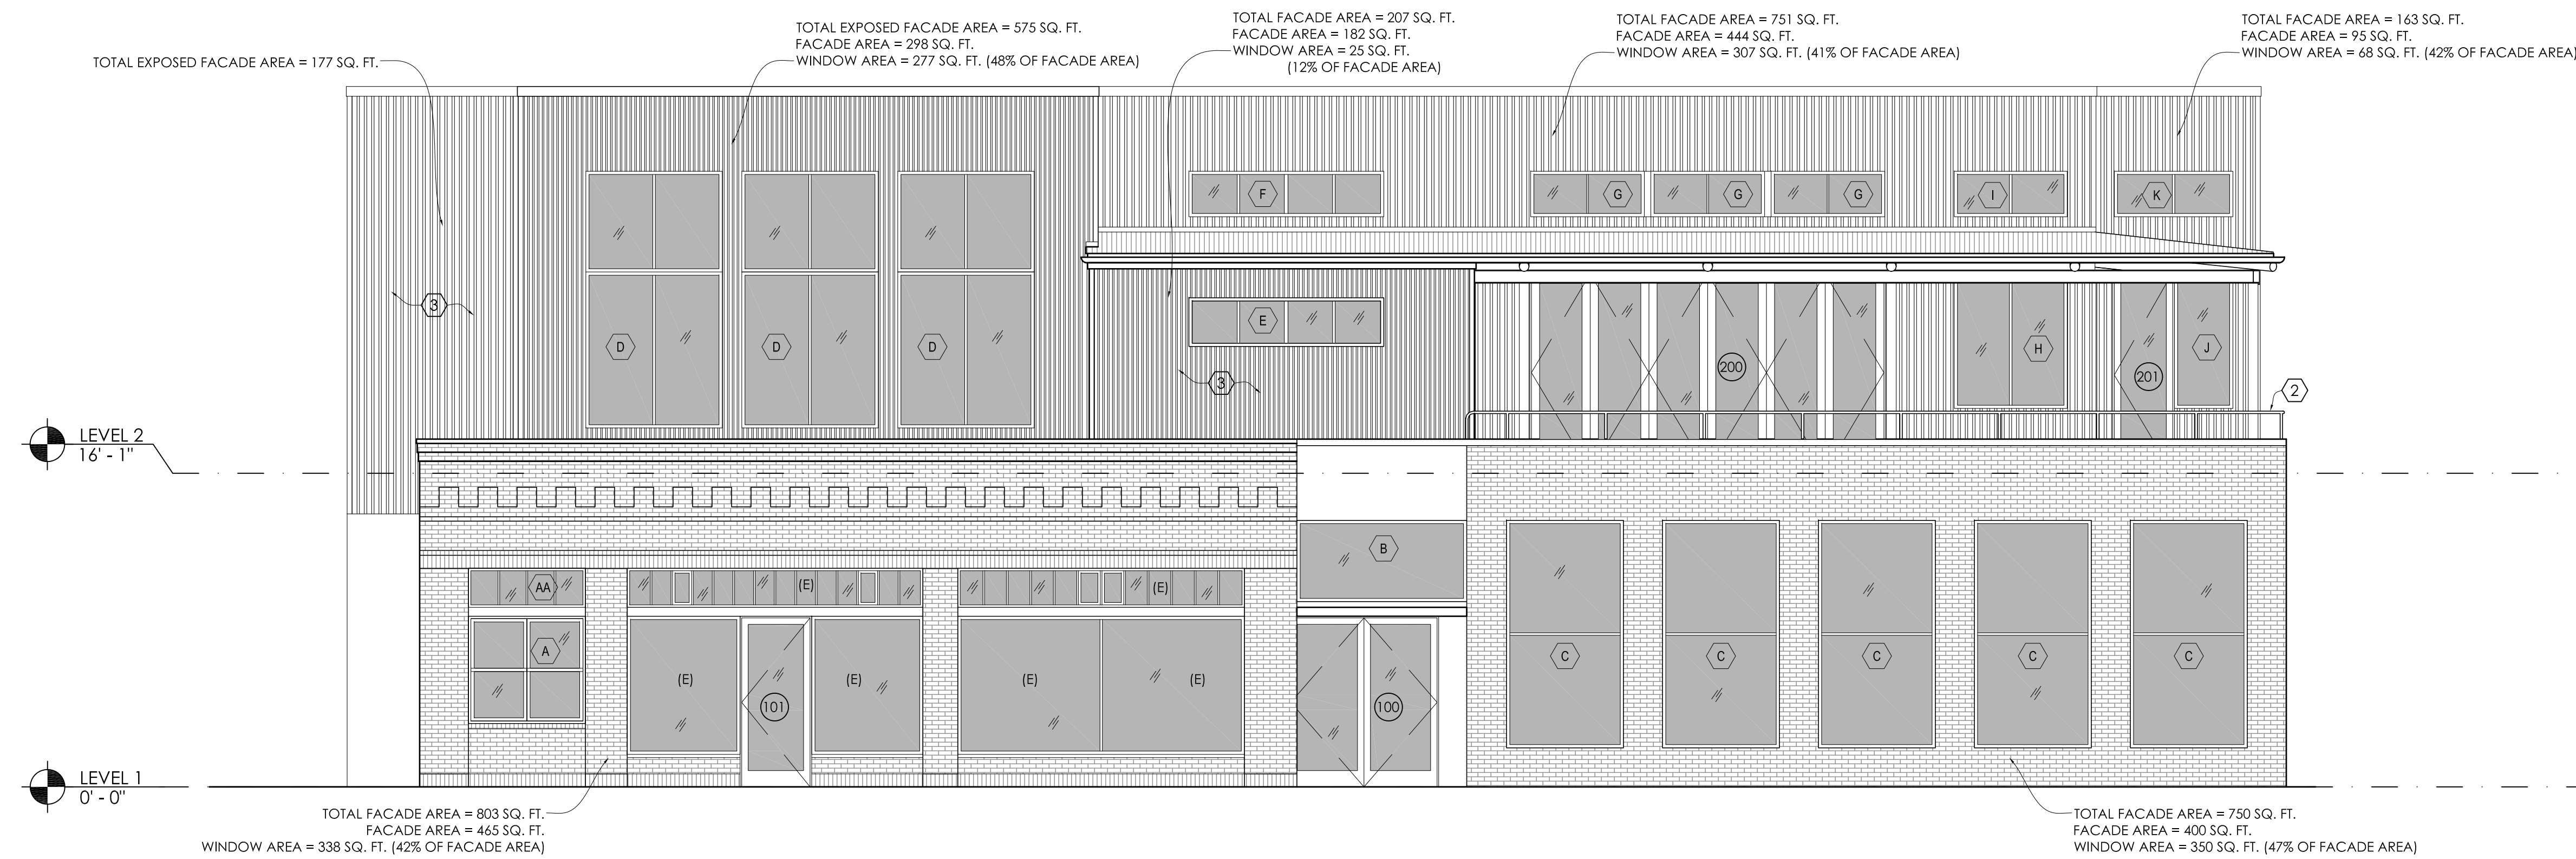 TOTAL EXPOSED FACADE AREA = 177 SQ. FT.
TOTAL EXPOSED FACADE AREA = 575 SQ. FT.
FACADE AREA = 298 SQ. FT.
WINDOW AREA = 277 SQ. FT. (48% OF FACADE AREA)
TOTAL FACADE AREA = 207 SQ. FT.
FACADE AREA = 182 SQ. FT.
WINDOW AREA = 25 SQ. FT.
(12% OF FACADE AREA)
TOTAL FACADE AREA = 751 SQ. FT.
FACADE AREA = 444 SQ. FT.
WINDOW AREA = 307 SQ. FT. (41% OF FACADE AREA)
TOTAL FACADE AREA = 163 SQ. FT.
FACADE AREA = 95 SQ. FT.
WINDOW AREA = 68 SQ. FT. (42% OF FACADE AREA)
F
G
G
G
I
K
3
E
D
D
D
3
200
H
201
J
2
LEVEL 2
16' - 1"
B
AA
(E)
(E)
A
C
C
C
C
C
(E)
(E)
(E)
(E)
101
100
LEVEL 1
0' - 0"
TOTAL FACADE AREA = 803 SQ. FT.
FACADE AREA = 465 SQ. FT.
WINDOW AREA = 338 SQ. FT. (42% OF FACADE AREA)
TOTAL FACADE AREA = 750 SQ. FT.
FACADE AREA = 400 SQ. FT.
WINDOW AREA = 350 SQ. FT. (47% OF FACADE AREA)